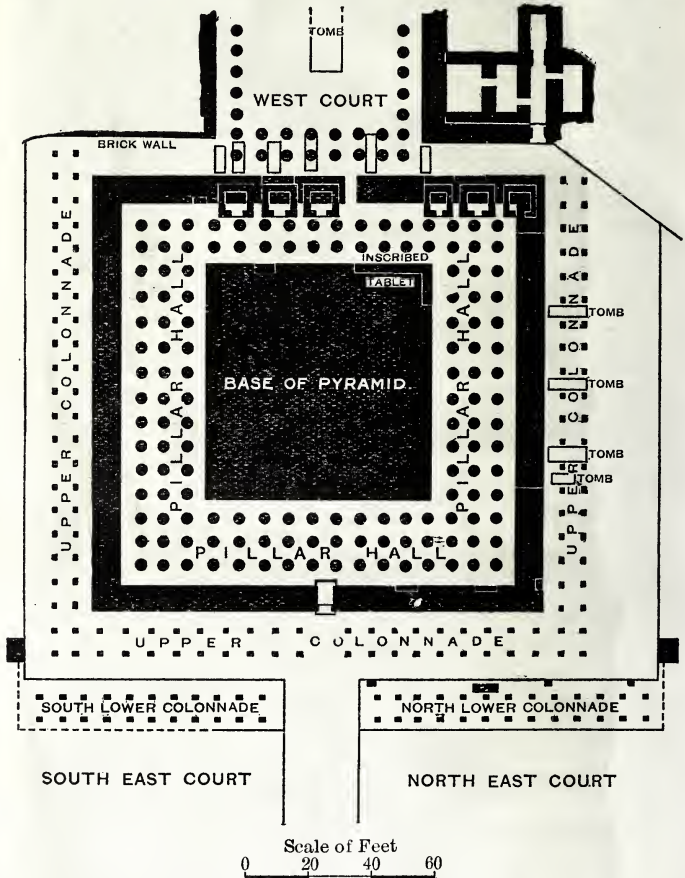 TOMB
WEST COURT
BRICK WALL
UPPER COLONNADE
PILLAR HALL
INSCRIBED
TABLET
PILLAR HALL
UPPER COLONNADE
TOMB
TOMB
TOMB
TOMB
BASE OF PYRAMID.
PILLAR HALL
UPPER COLONNADE
SOUTH LOWER COLONNADE
NORTH LOWER COLONNADE
SOUTH EAST COURT
NORTH EAST COURT
Scale of Feet
0 20 40 60